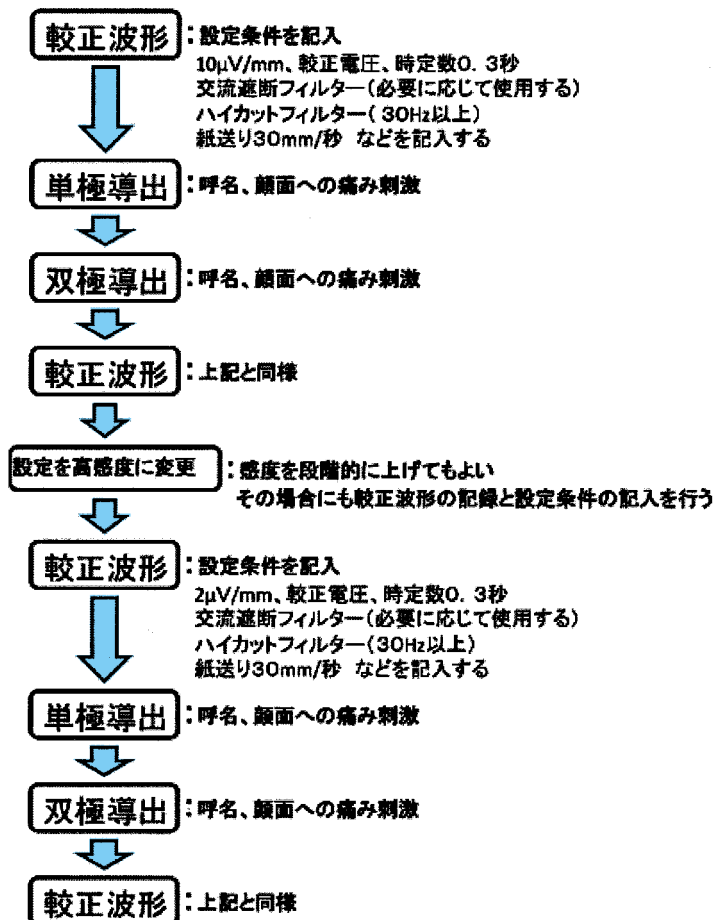 較正波形：設定条件を記入
10μV/mm、較正電圧、時定数0. 3秒
交流遮断フィルター（必要に応じて使用する）
ハイカットフィルター（ 30Hz以上）
紙送り30mm/秒 などを記入する
単極導出：呼名、顔面への痛み刺激
双極導出：呼名、顔面への痛み刺激
較正波形：上記と同様
設定を高感度に変更：感度を段階的に上げてもよい
その場合にも較正波形の記録と設定条件の記入を行う
較正波形：設定条件を記入
2μV/mm、較正電圧、時定数0. 3秒
交流遮断フィルター（必要に応じて使用する）
ハイカットフィルター（30Hz以上）
紙送り30mm/秒 などを記入する
単極導出：呼名、顔面への痛み刺激
双極導出：呼名、顔面への痛み刺激
較正波形：上記と同様